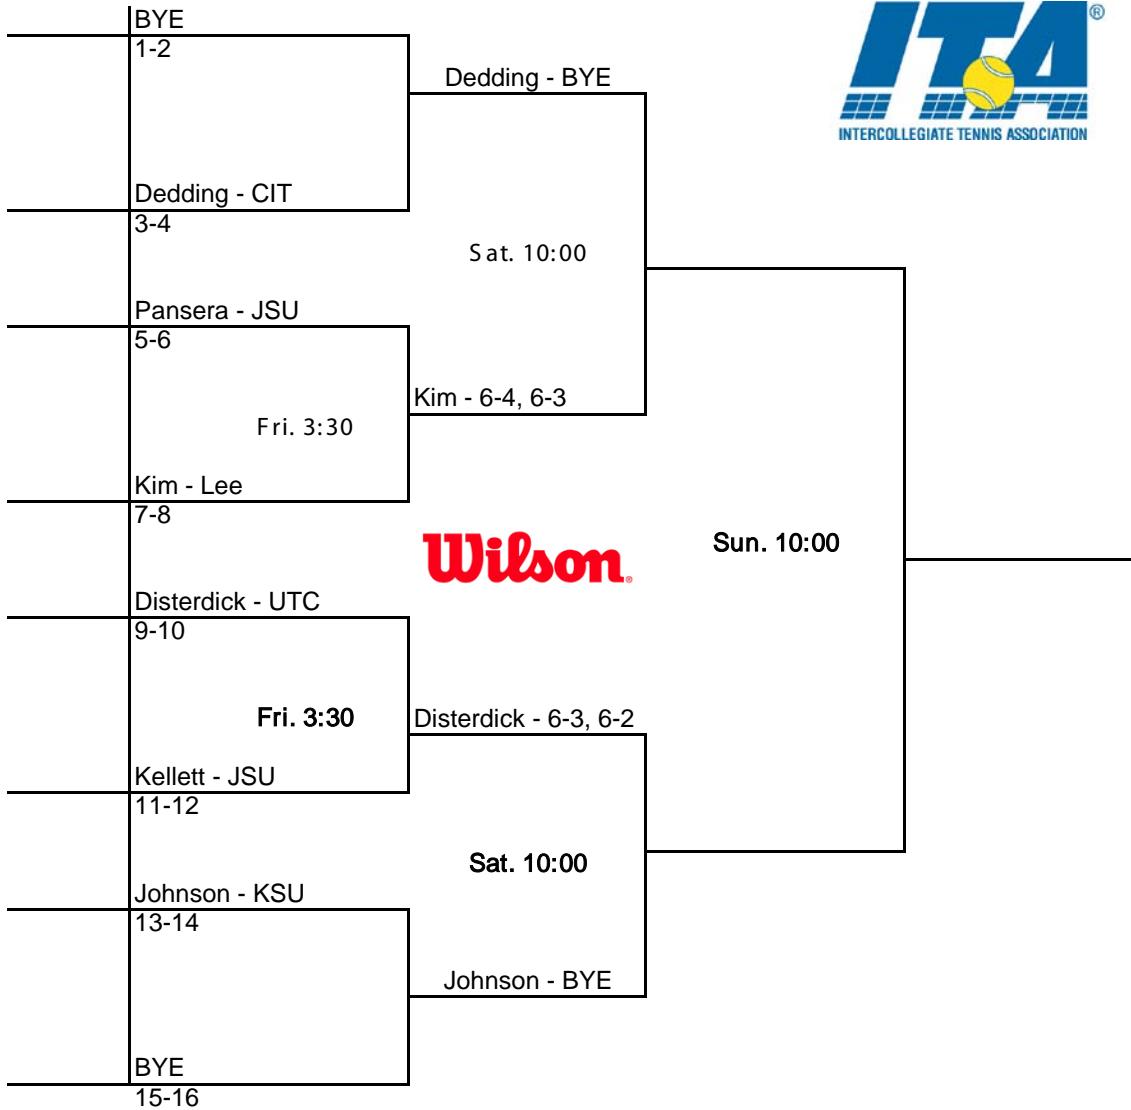 BYE
1-2
Dedding - BYE
ITA®
INTERCOLLEGIATE TENNIS ASSOCIATION
Dedding - CIT
3-4
Sat. 10:00
Pansera - JSU
5-6
Kim - 6-4, 6-3
Fri. 3:30
Kim - Lee
7-8
Wilson®
Sun. 10:00
Disterdick - UTC
9-10
Fri. 3:30
Disterdick - 6-3, 6-2
Kellett - JSU
11-12
Sat. 10:00
Johnson - KSU
13-14
Johnson - BYE
BYE
15-16